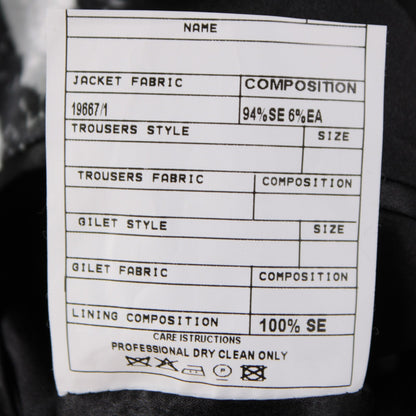 NAME
JACKET FABRIC COMPOSITION
19667/1 94%SE 6%EA
TROUSERS STYLE SIZE
TROUSERS FABRIC COMPOSITION
GILET STYLE SIZE
GILET FABRIC COMPOSITION
LINING COMPOSITION 100% SE
CARE ISTRUCTIONS
PROFESSIONAL DRY CLEAN ONLY
P